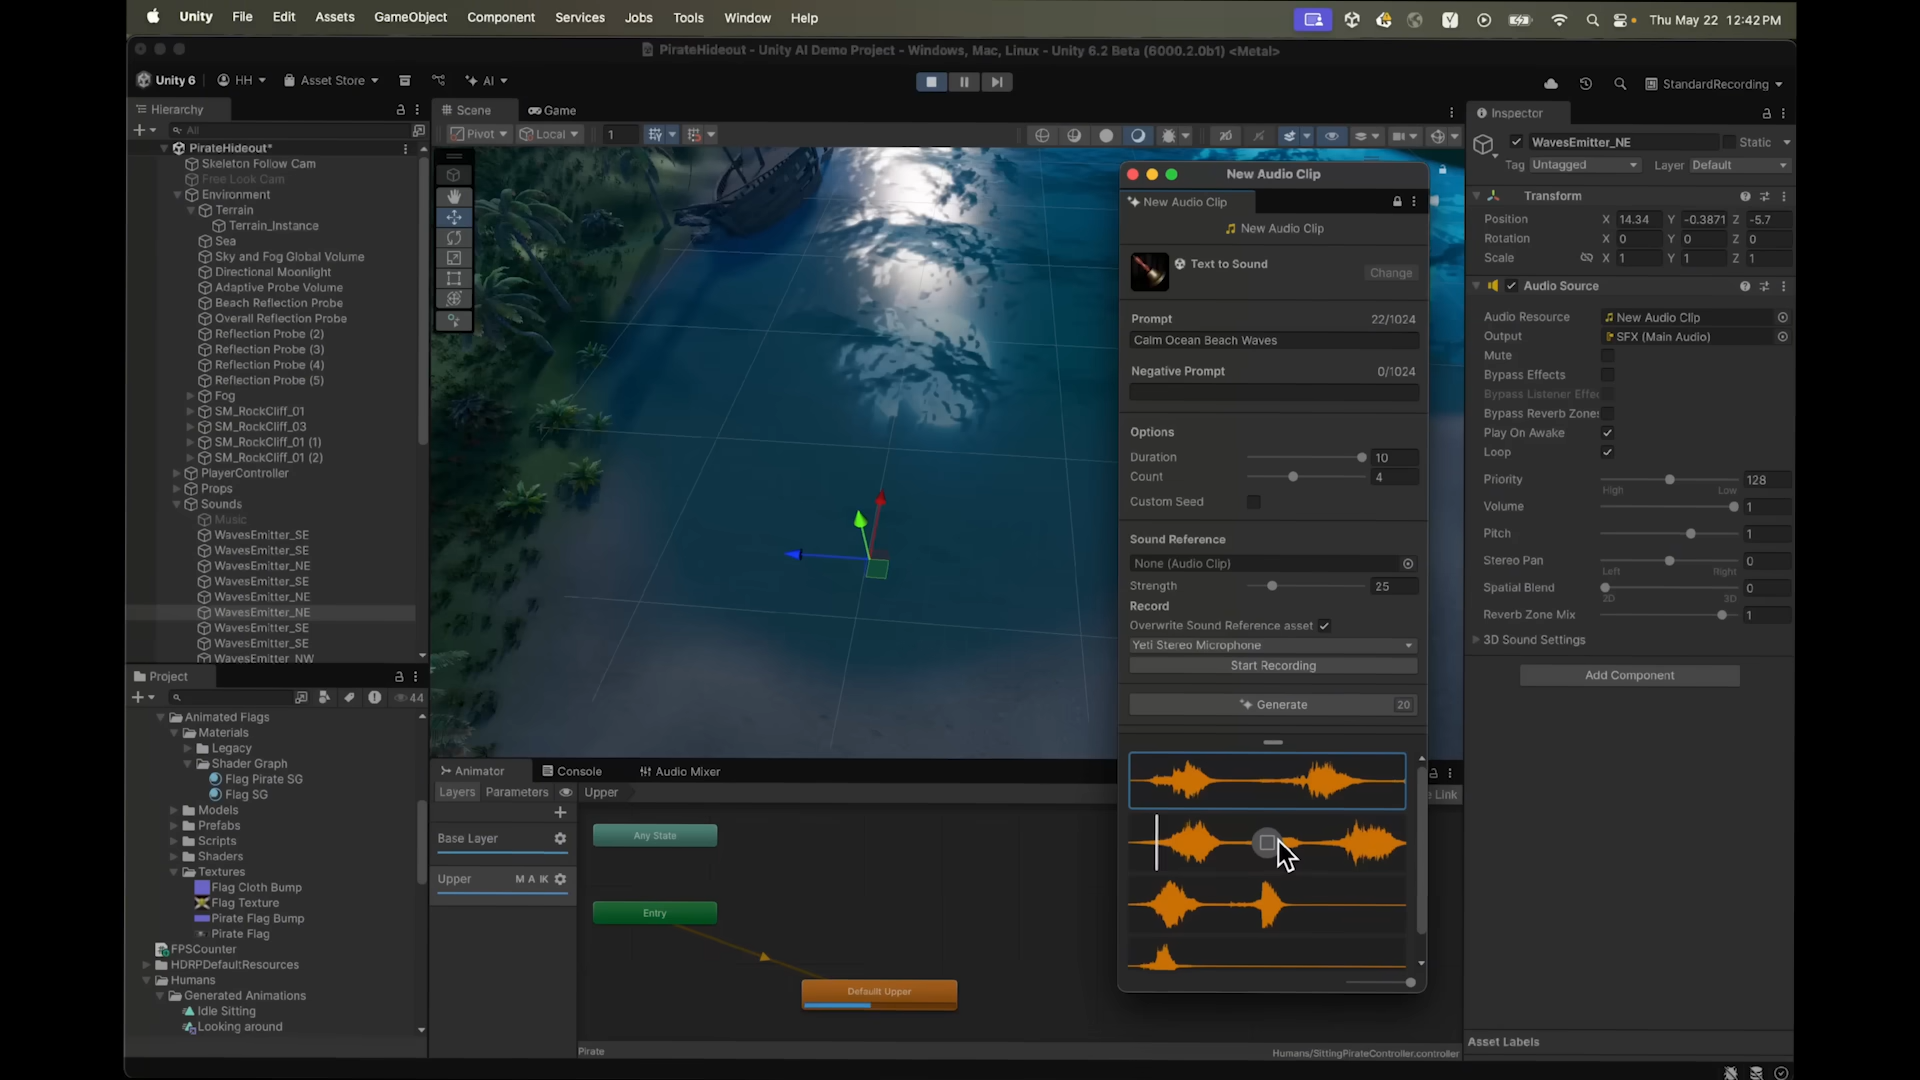 Unity File Edit Assets GameObject Component Services Jobs Tools Window Help Thu May 22 12:42 PM
PirateHideout - Unity AI Demo Project - Windows, Mac, Linux - Unity 6.2 Beta (6000.2.0b1) <Metal>
Unity 6 HH Asset Store AI StandardRecording
Hierarchy
All
PirateHideout*
Skeleton Follow Cam
Free Look Cam
Environment
Terrain
Terrain_Instance
Sea
Sky and Fog Global Volume
Directional Moonlight
Adaptive Probe Volume
Beach Reflection Probe
Overall Reflection Probe
Reflection Probe (2)
Reflection Probe (3)
Reflection Probe (4)
Reflection Probe (5)
Fog
SM_RockCliff_01
SM_RockCliff_03
SM_RockCliff_01 (1)
SM_RockCliff_01 (2)
PlayerController
Props
Sounds
Music
WavesEmitter_SE
WavesEmitter_SE
WavesEmitter_NE
WavesEmitter_SE
WavesEmitter_NE
WavesEmitter_NE
WavesEmitter_SE
WavesEmitter_SE
WavesEmitter_NW
Project
44
Animated Flags
Materials
Legacy
Shader Graph
Flag Pirate SG
Flag SG
Models
Prefabs
Scripts
Shaders
Textures
Flag Cloth Bump
Flag Texture
Pirate Flag Bump
Pirate Flag
FPSCounter
HDRPDefaultResources
Humans
Generated Animations
Idle Sitting
Looking around
Scene Game
Pivot Local 1
Animator Console Audio Mixer
Layers Parameters Upper
Base Layer
Upper M A IK
Any State
Entry
Default Upper
Pirate
Humans/SittingPirateController.controller
e Link
New Audio Clip
New Audio Clip
New Audio Clip
Text to Sound Change
Prompt 22/1024
Calm Ocean Beach Waves
Negative Prompt 0/1024
Options
Duration 10
Count 4
Custom Seed
Sound Reference
None (Audio Clip)
Strength 25
Record
Overwrite Sound Reference asset
Yeti Stereo Microphone
Start Recording
Generate 20
Inspector
WavesEmitter_NE Static
Tag Untagged Layer Default
Transform
Position X 14.34 Y -0.3871 Z -5.7
Rotation X 0 Y 0 Z 0
Scale X 1 Y 1 Z 1
Audio Source
Audio Resource New Audio Clip
Output SFX (Main Audio)
Mute
Bypass Effects
Bypass Listener Effec
Bypass Reverb Zones
Play On Awake
Loop
Priority 128
High Low
Volume 1
Pitch 1
Stereo Pan 0
Left Right
Spatial Blend 0
2D 3D
Reverb Zone Mix 1
3D Sound Settings
Add Component
Asset Labels